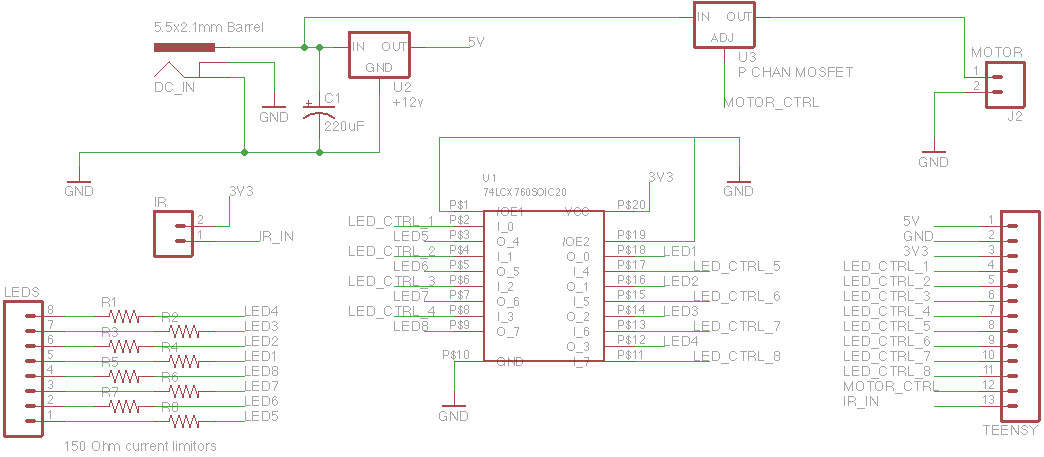 5.5x2.1mm Barrel
DC_IN
GND
C1
+
220uF
IN OUT
GND
U2
+12v
5V
IN OUT
ADJ
U3
P CHAN MOSFET
MOTOR_CTRL
MOTOR
1
2
J2
GND
GND
GND
IR
2
1
3V3
IR_IN
U1
74LCX760SOIC20
3V3
P$1 /OE1 VCC P$20
LED_CTRL_1 P$2 I_0
LED5 P$3 O_4 /OE2 P$19
LED_CTRL_2 P$4 I_1 O_0 P$18 LED1
LED6 P$5 O_5 I_4 P$17 LED_CTRL_5
LED_CTRL_3 P$6 I_2 O_1 P$16 LED2
LED7 P$7 O_6 I_5 P$15 LED_CTRL_6
LED_CTRL_4 P$8 I_3 O_2 P$14 LED3
LED8 P$9 O_7 I_6 P$13 LED_CTRL_7
O_3 P$12 LED4
P$10 GND I_7 P$11 LED_CTRL_8
GND
LEDS
8 R1 LED4
7 R2 LED3
6 R3 LED2
5 R4 LED1
4 R5 LED8
3 R6 LED7
2 R7 LED6
1 R8 LED5
150 Ohm current limitors
5V 1
GND 2
3V3 3
LED_CTRL_1 4
LED_CTRL_2 5
LED_CTRL_3 6
LED_CTRL_4 7
LED_CTRL_5 8
LED_CTRL_6 9
LED_CTRL_7 10
LED_CTRL_8 11
MOTOR_CTRL 12
IR_IN 13
TEENSY